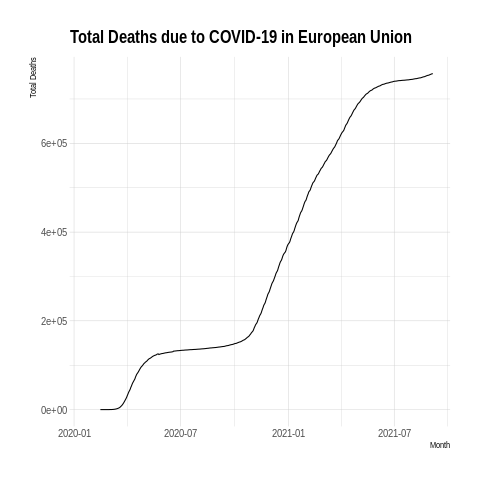 Total Deaths due to COVID-19 in European Union
Total Deaths
6e+05
4e+05
2e+05
0e+00
2020-01 2020-07 2021-01 2021-07
Month